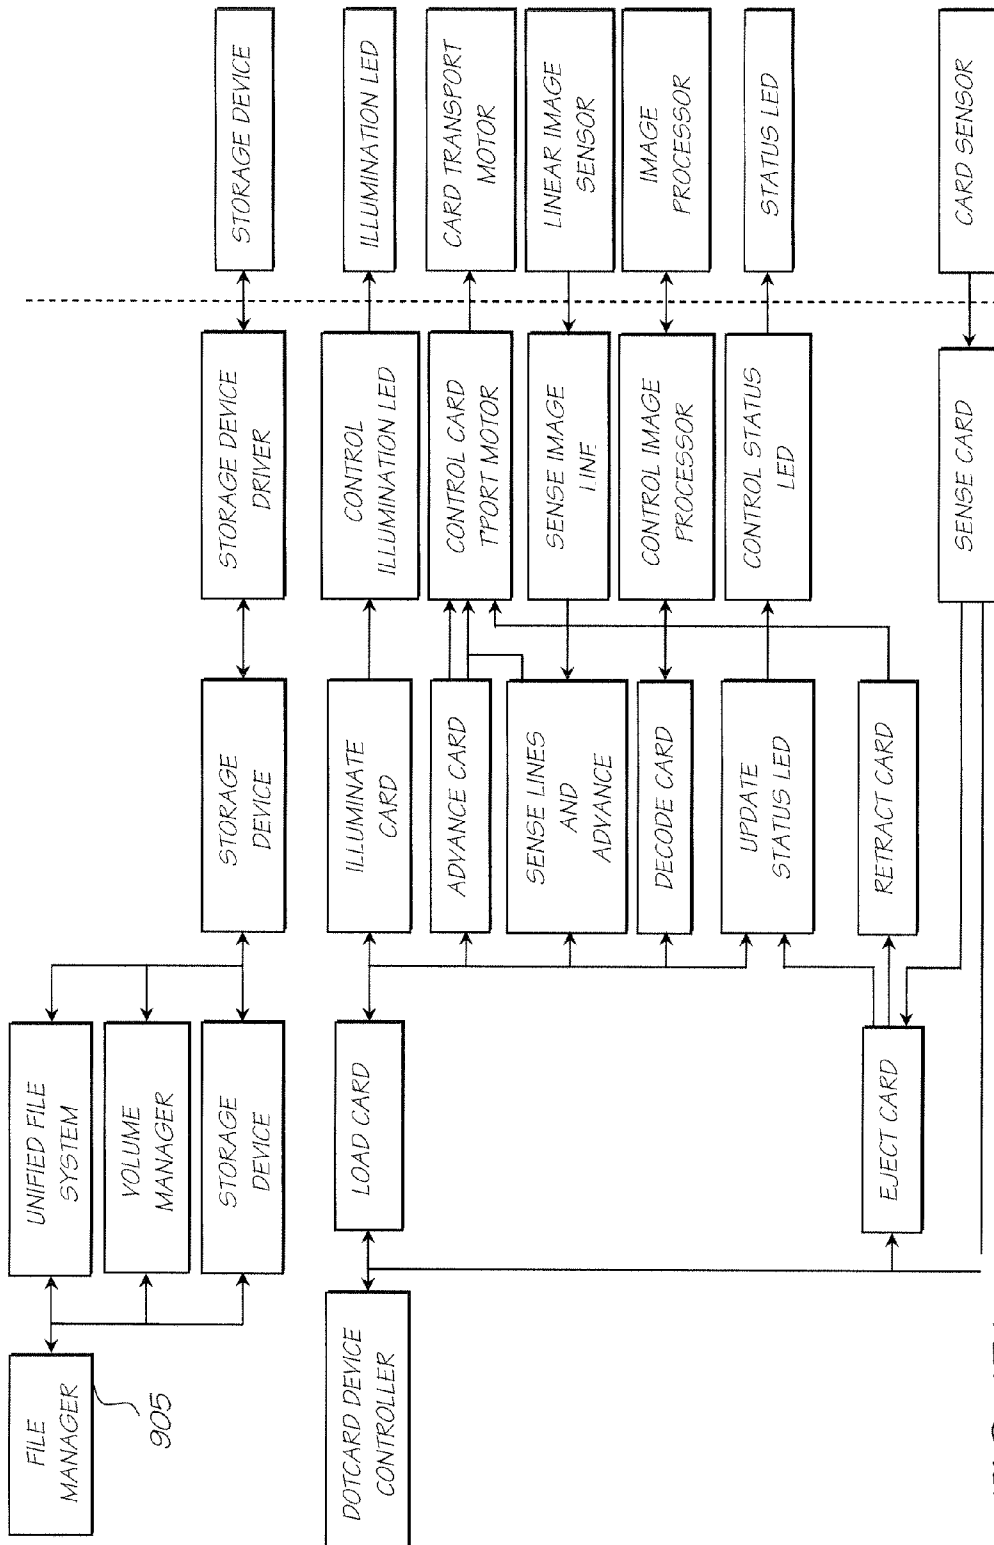 FILE
MANAGER
905
UNIFIED FILE
SYSTEM
VOLUME
MANAGER
STORAGE
DEVICE
STORAGE
DEVICE
STORAGE DEVICE
DRIVER
STORAGE DEVICE
DOTCARD DEVICE
CONTROLLER
LOAD CARD
EJECT CARD
ILLUMINATE
CARD
ADVANCE CARD
SENSE LINES
AND
ADVANCE
DECODE CARD
UPDATE
STATUS LED
RETRACT CARD
CONTROL
ILLUMINATION LED
CONTROL CARD
T'PORT MOTOR
SENSE IMAGE
LINE
CONTROL IMAGE
PROCESSOR
CONTROL STATUS
LED
SENSE CARD
ILLUMINATION LED
CARD TRANSPORT
MOTOR
LINEAR IMAGE
SENSOR
IMAGE
PROCESSOR
STATUS LED
CARD SENSOR